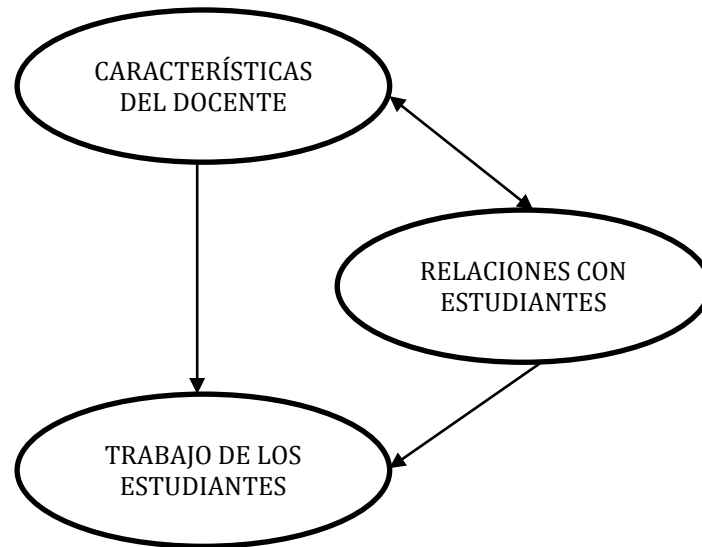 CARACTERÍSTICAS
DEL DOCENTE
RELACIONES CON
ESTUDIANTES
TRABAJO DE LOS
ESTUDIANTES